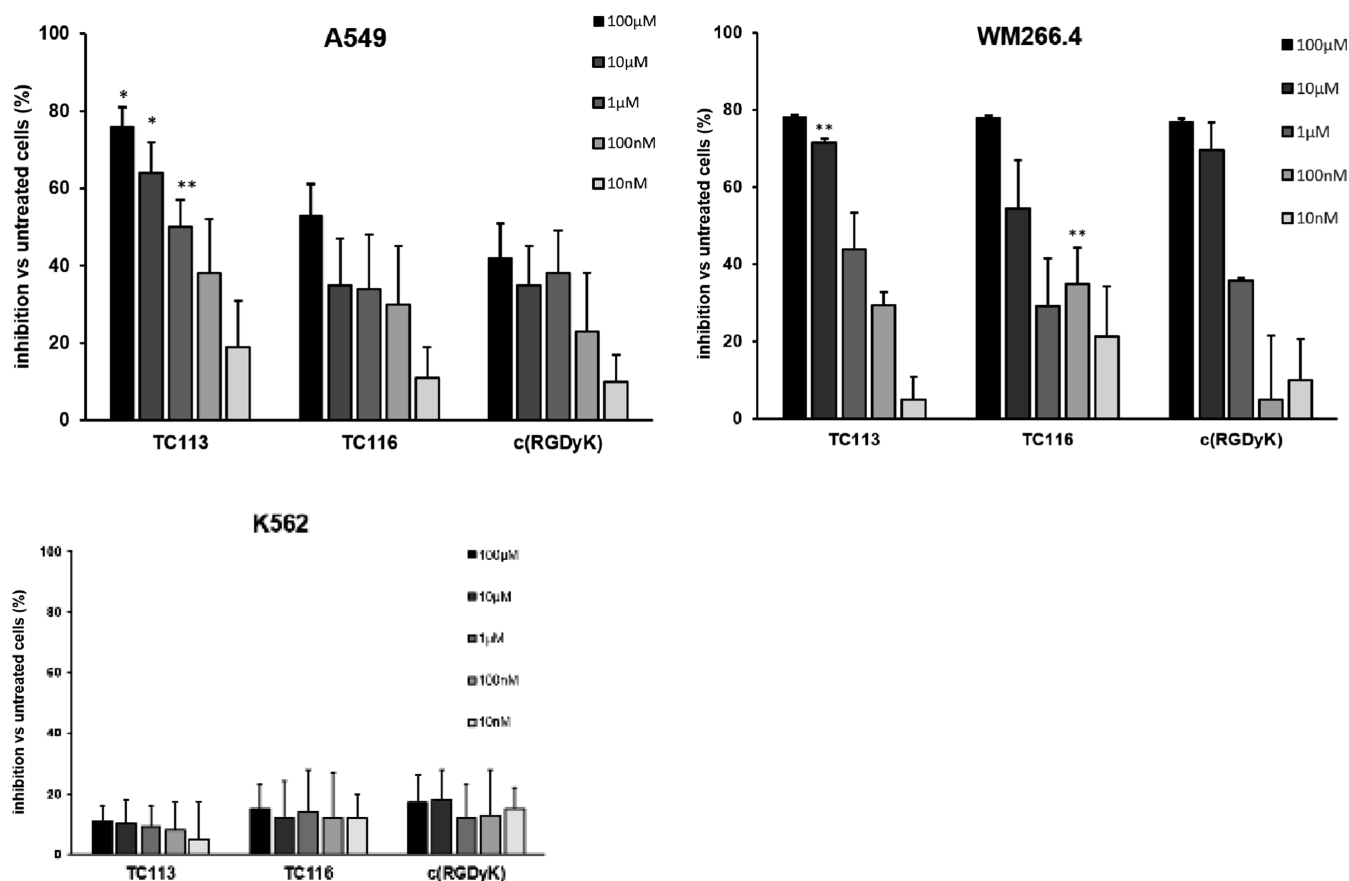 A549
inhibition vs untreated cells (%)
100
80
60
40
20
0
*
*
**
TC113
TC116
c(RGDyK)
100μM
10μM
1μM
100nM
10nM
WM266.4
inhibition vs untreated cells (%)
100
80
60
40
20
0
**
**
TC113
TC116
c(RGDyK)
100μM
10μM
1μM
100nM
10nM
K562
inhibition vs untreated cells (%)
100
80
60
40
20
0
TC113
TC116
c(RGDyK)
100μM
10μM
1μM
100nM
10nM